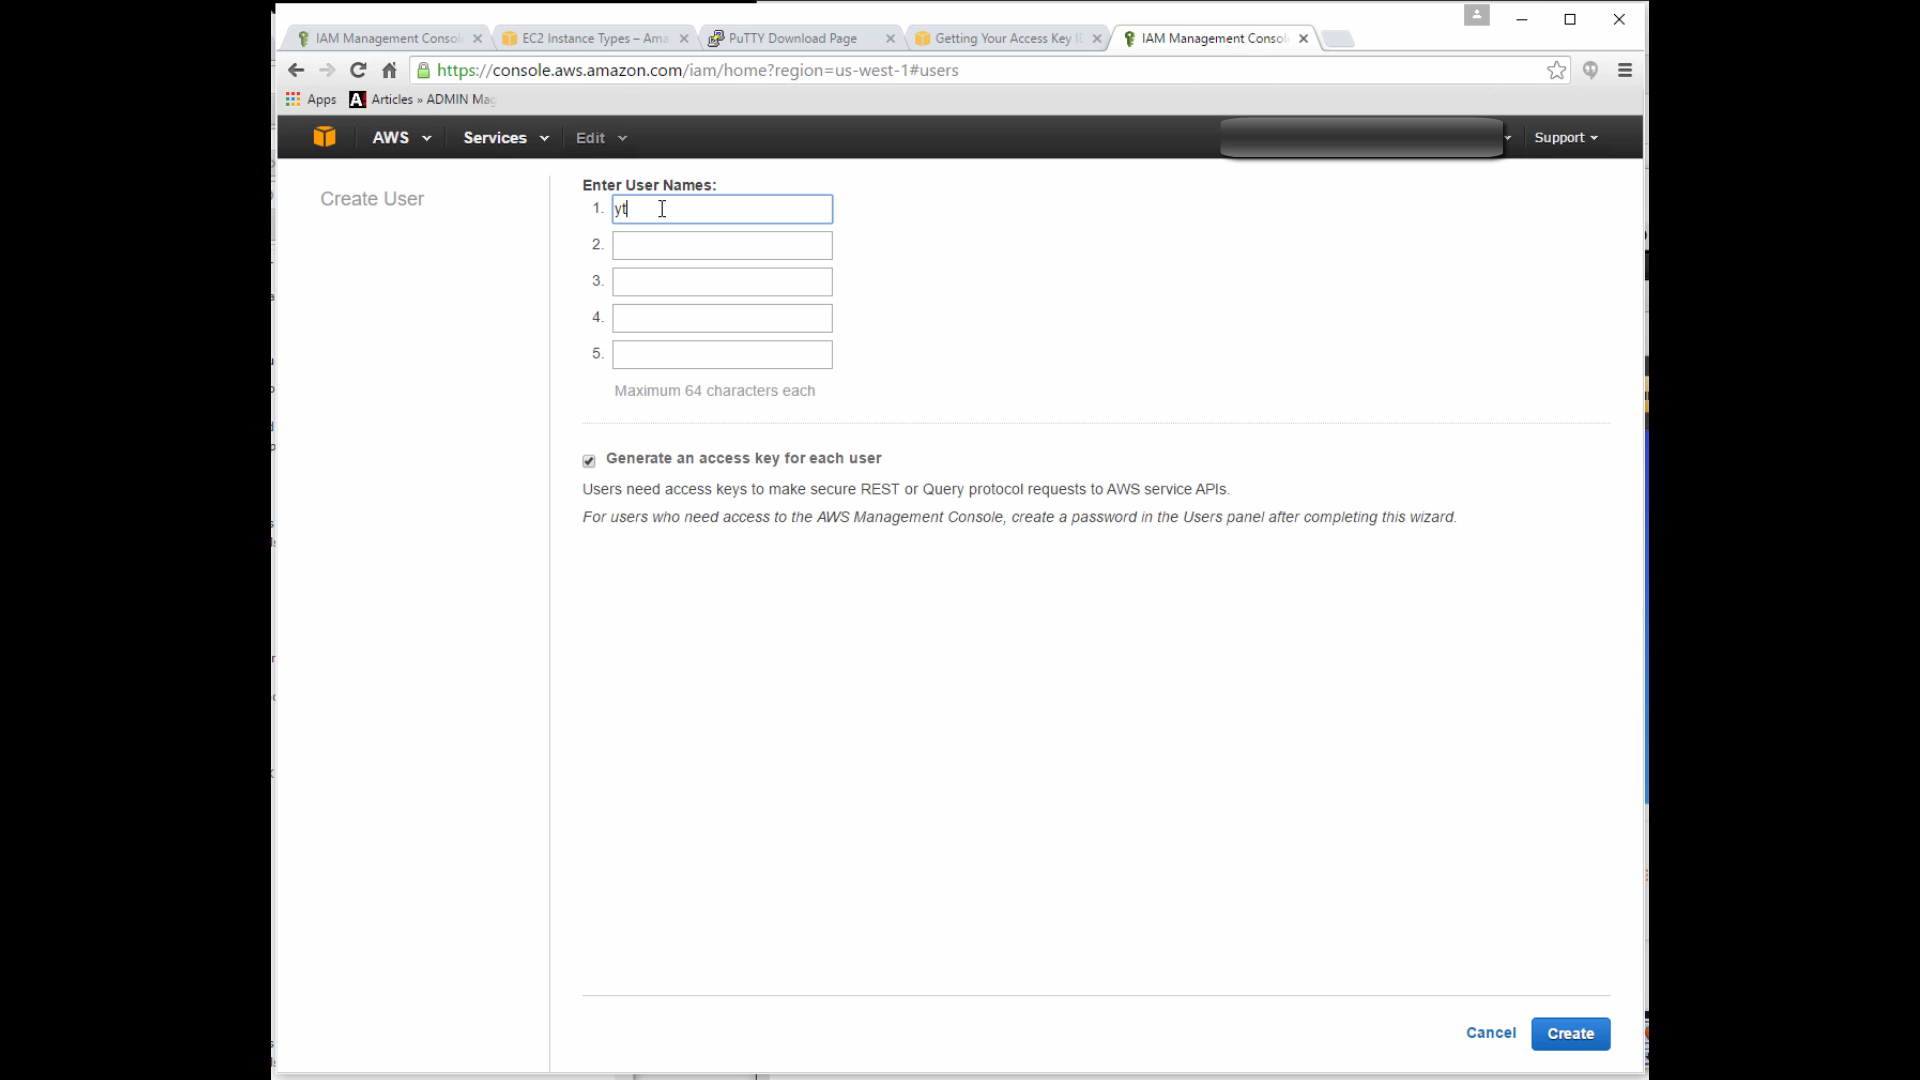 IAM Management Consol
EC2 Instance Types – Ama
PuTTY Download Page
Getting Your Access Key I
IAM Management Consol
https://console.aws.amazon.com/iam/home?region=us-west-1#users
Apps
A Articles » ADMIN Mag
AWS
Services
Edit
Support
Create User
Enter User Names:
1. yt
2.
3.
4.
5.
Maximum 64 characters each
Generate an access key for each user
Users need access keys to make secure REST or Query protocol requests to AWS service APIs.
For users who need access to the AWS Management Console, create a password in the Users panel after completing this wizard.
Cancel
Create